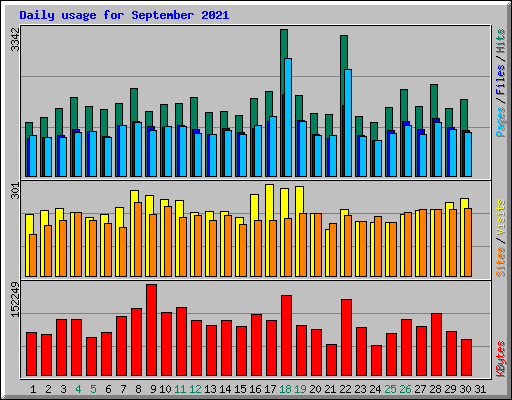 Daily usage for September 2021
3342
301
152249
Pages / Files / Hits
Sites / Visits
KBytes
1 2 3 4 5 6 7 8 9 10 11 12 13 14 15 16 17 18 19 20 21 22 23 24 25 26 27 28 29 30 31